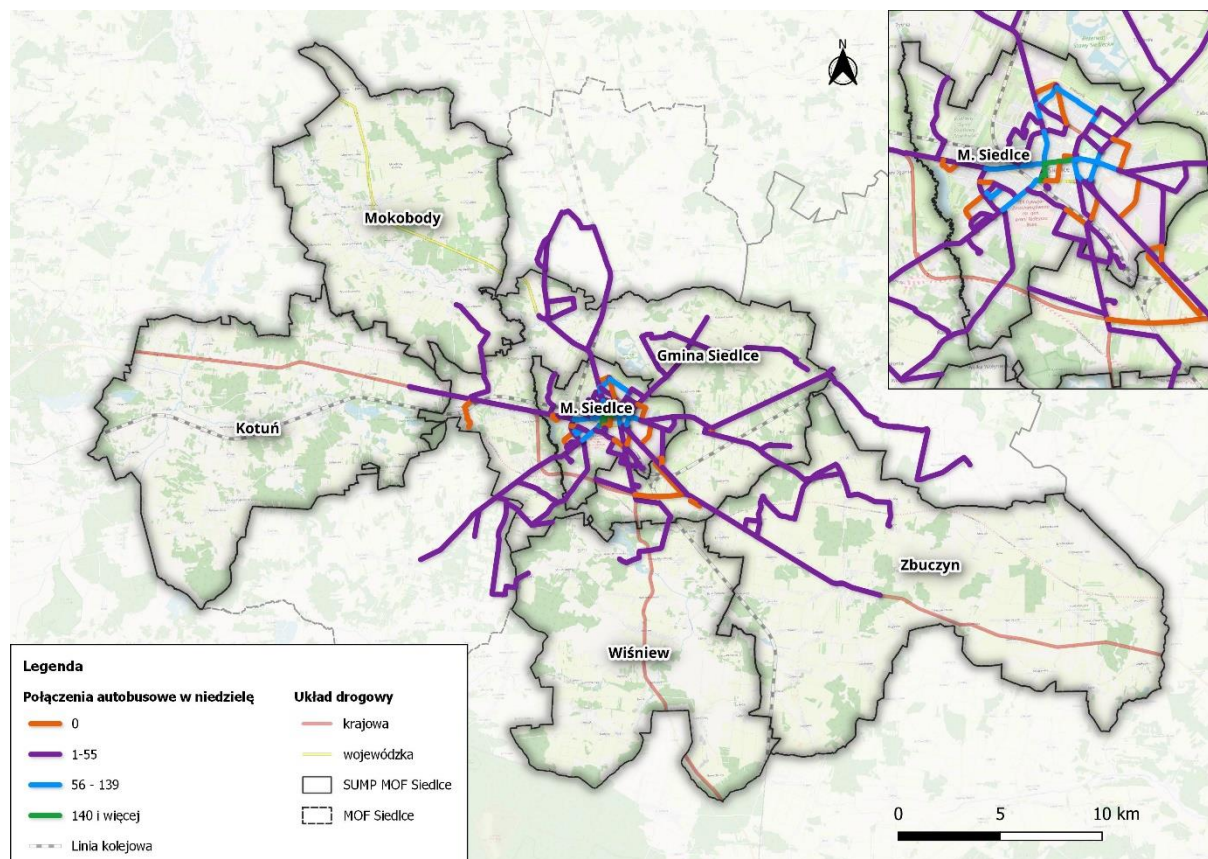 N
M. Siedlce
Mokobody
Gmina Siedlce
M. Siedlce
Kotuń
Zbuczyn
Wiśniew
Legenda
Połączenia autobusowe w niedzielę
0
1-55
56 - 139
140 i więcej
Linia kolejowa
Układ drogowy
krajowa
wojewódzka
SUMP MOF Siedlce
MOF Siedlce
0 5 10 km